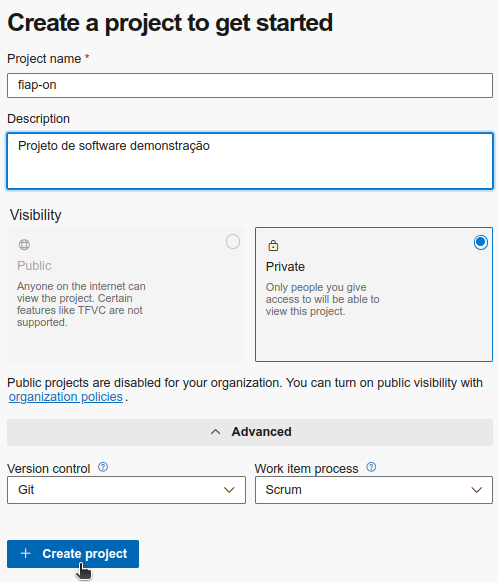 Create a project to get started
Project name *
fiap-on
Description
Projeto de software demonstração
Visibility
Public
Anyone on the internet can
view the project. Certain
features like TFVC are not
supported.
Private
Only people you give
access to will be able to
view this project.
Public projects are disabled for your organization. You can turn on public visibility with
organization policies.
Advanced
Version control
Git
Work item process
Scrum
+ Create project